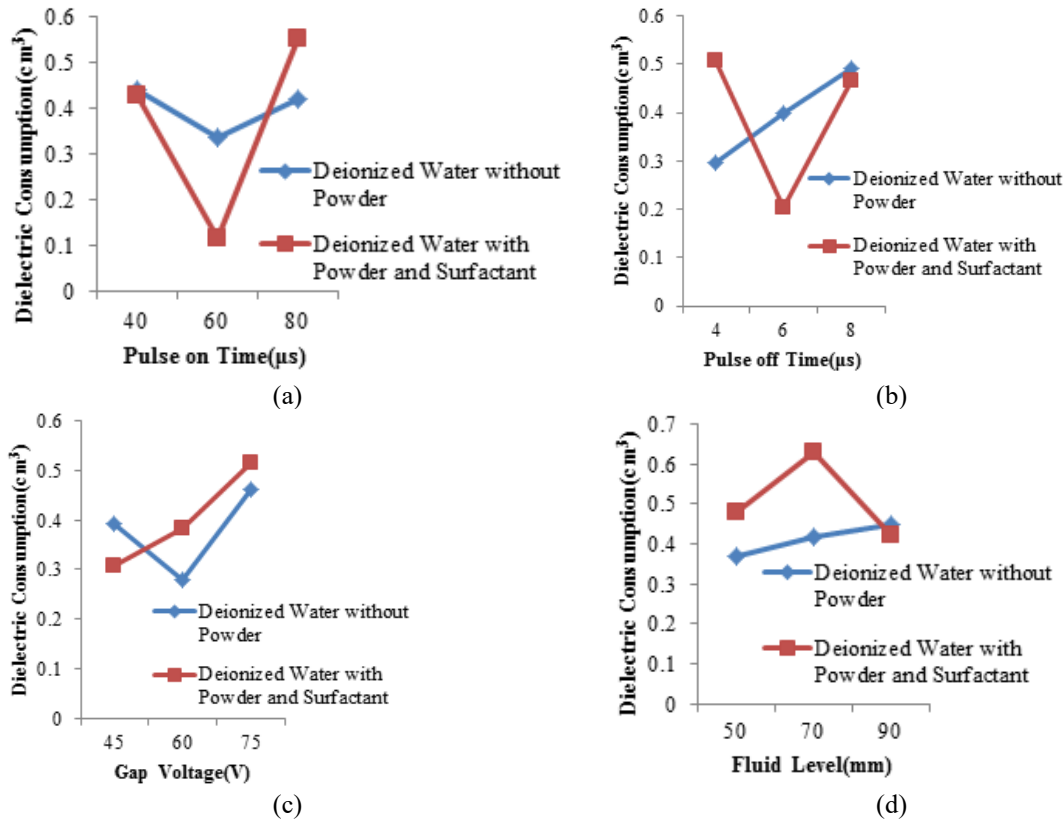 0.6
0.5
0.4
0.3
0.2
0.1
0
Dielectric Consumption(cm³)
Deionized Water without
Powder
Deionized Water with
Powder and Surfactant
40 60 80
Pulse on Time(µs)
(a)
0.6
0.5
0.4
0.3
0.2
0.1
0
Dielectric Consumption(cm³)
Deionized Water without
Powder
Deionized Water with
Powder and Surfactant
4 6 8
Pulse off Time(µs)
(b)
0.6
0.5
0.4
0.3
0.2
0.1
0
Dielectric Consumption(cm³)
Deionized Water without
Powder
Deionized Water with
Powder and Surfactant
45 60 75
Gap Voltage(V)
(c)
0.7
0.6
0.5
0.4
0.3
0.2
0.1
0
Dielectric Consumption(cm³)
Deionized Water without
Powder
Deionized Water with
Powder and Surfactant
50 70 90
Fluid Level(mm)
(d)